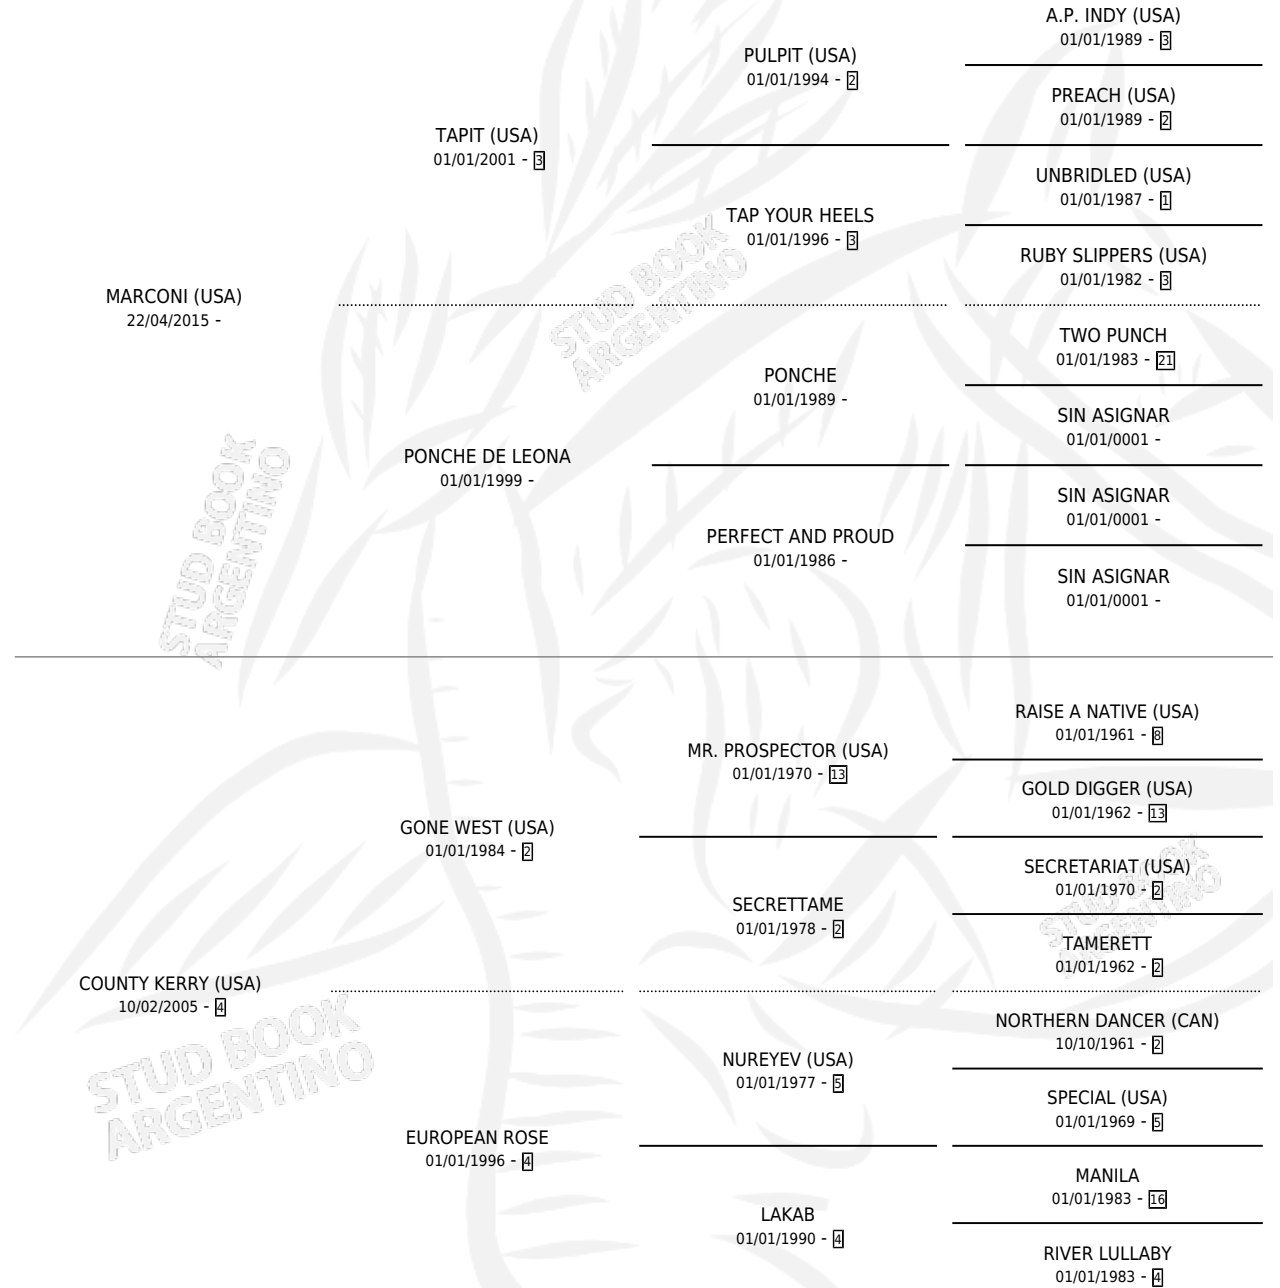 A.P. INDY (USA)
01/01/1989 - 3
PULPIT (USA)
01/01/1994 - 2
PREACH (USA)
01/01/1989 - 2
TAPIT (USA)
01/01/2001 - 3
UNBRIDLED (USA)
01/01/1987 - 1
TAP YOUR HEELS
01/01/1996 - 3
RUBY SLIPPERS (USA)
01/01/1982 - 3
MARCONI (USA)
22/04/2015 -
STUD BOOK
ARGENTINO
TWO PUNCH
01/01/1983 - 21
PONCHE
01/01/1989 -
SIN ASIGNAR
01/01/0001 -
PONCHE DE LEONA
01/01/1999 -
SIN ASIGNAR
01/01/0001 -
PERFECT AND PROUD
01/01/1986 -
SIN ASIGNAR
01/01/0001 -
STUD BOOK
ARGENTINO
RAISE A NATIVE (USA)
01/01/1961 - 8
MR. PROSPECTOR (USA)
01/01/1970 - 13
GOLD DIGGER (USA)
01/01/1962 - 13
GONE WEST (USA)
01/01/1984 - 2
SECRETARIAT (USA)
01/01/1970 - 2
SECRETTAME
01/01/1978 - 2
TAMERETT
01/01/1962 - 2
STUD BOOK
ARGENTINO
COUNTY KERRY (USA)
10/02/2005 - 4
NORTHERN DANCER (CAN)
10/10/1961 - 2
NUREYEV (USA)
01/01/1977 - 5
SPECIAL (USA)
01/01/1969 - 5
STUD BOOK
ARGENTINO
EUROPEAN ROSE
01/01/1996 - 4
MANILA
01/01/1983 - 16
LAKAB
01/01/1990 - 4
RIVER LULLABY
01/01/1983 - 4